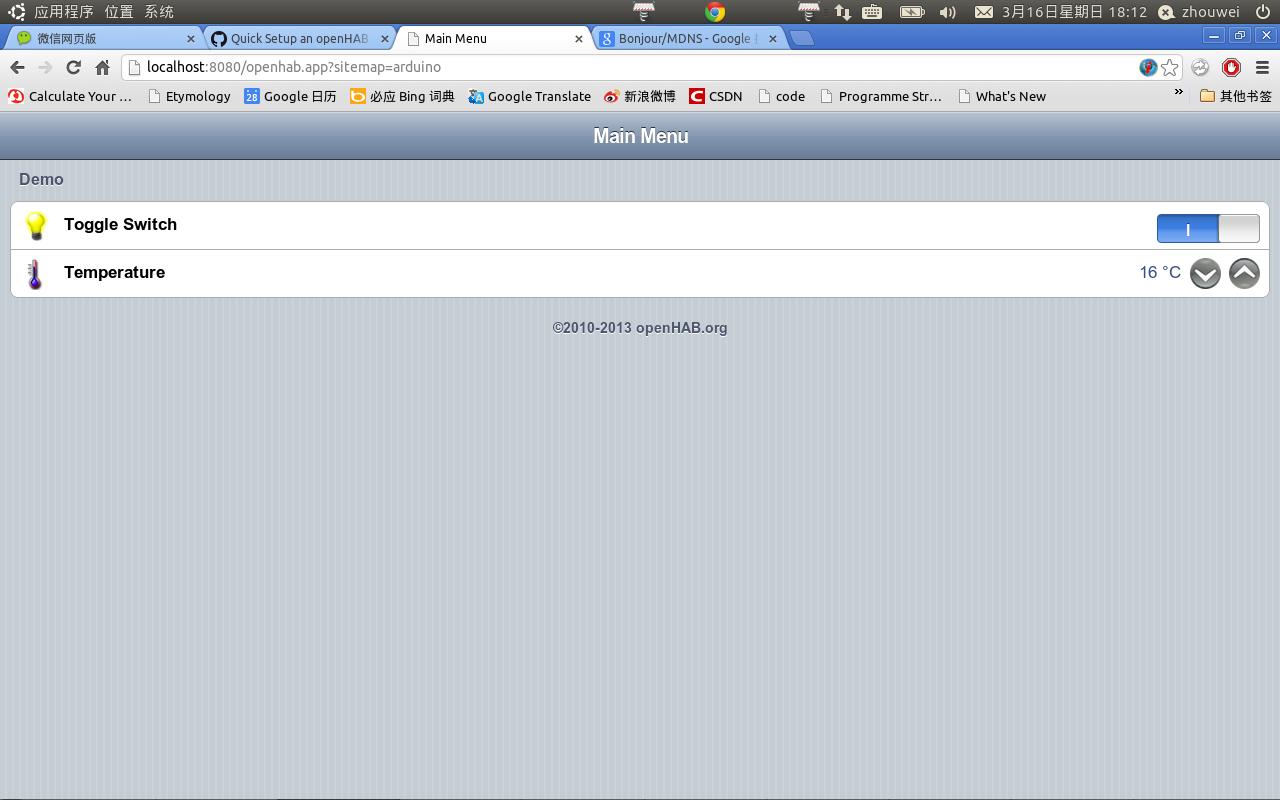 应用程序 位置 系统 3月16日星期日 18:12 zhouwei
微信网页版 Quick Setup an openHAB Main Menu Bonjour/MDNS - Google
localhost:8080/openhab.app?sitemap=arduino
Calculate Your ... Etymology 28 Google 日历 必应 Bing 词典 Google Translate 新浪微博 CSDN code Programme Str... What's New » 其他书签
Main Menu
Demo
Toggle Switch
Temperature 16 °C
©2010-2013 openHAB.org